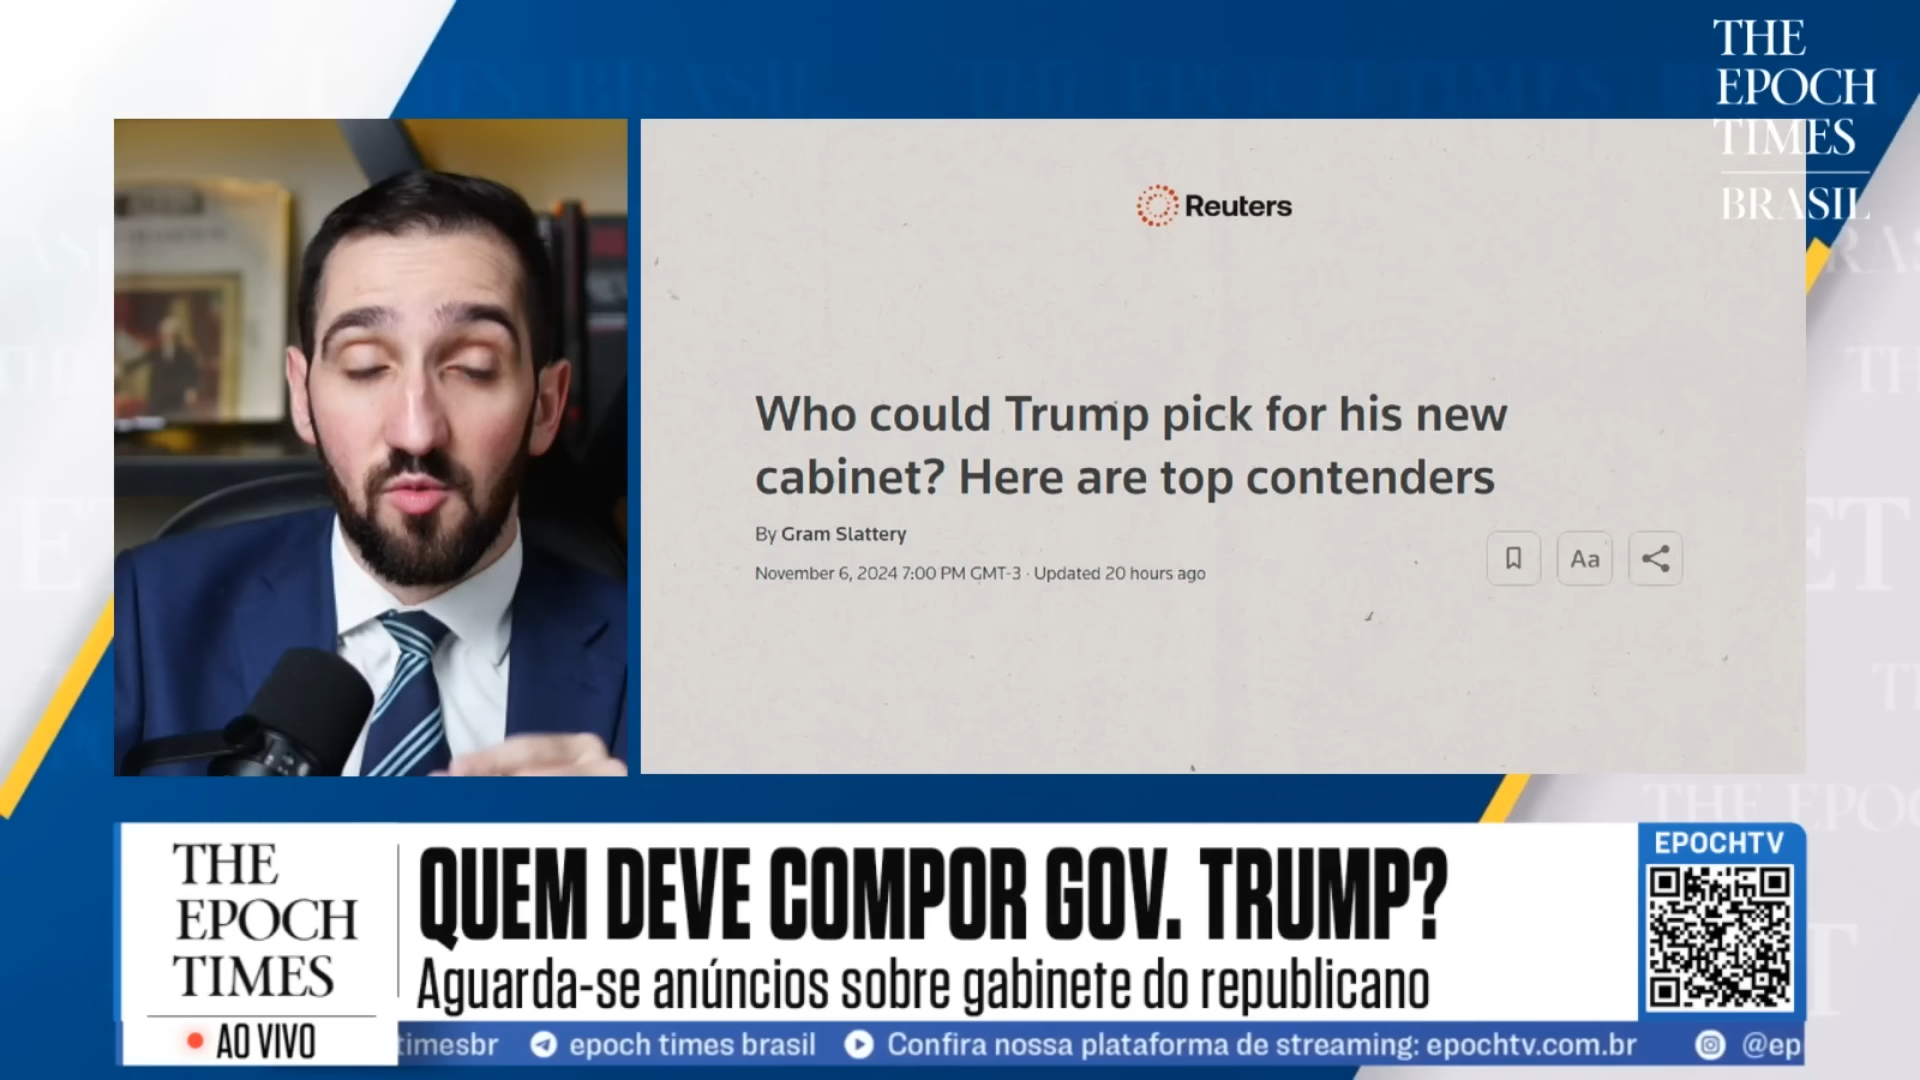 THE
EPOCH
TIMES
BRASIL
Reuters
Who could Trump pick for his new
cabinet? Here are top contenders
By Gram Slattery
November 6, 2024 7:00 PM GMT-3 · Updated 20 hours ago
Aa
THE
EPOCH
TIMES
AO VIVO
QUEM DEVE COMPOR GOV. TRUMP?
Aguarda-se anúncios sobre gabinete do republicano
EPOCHTV
timesbr epoch times brasil Confira nossa plataforma de streaming: epochtv.com.br @ep